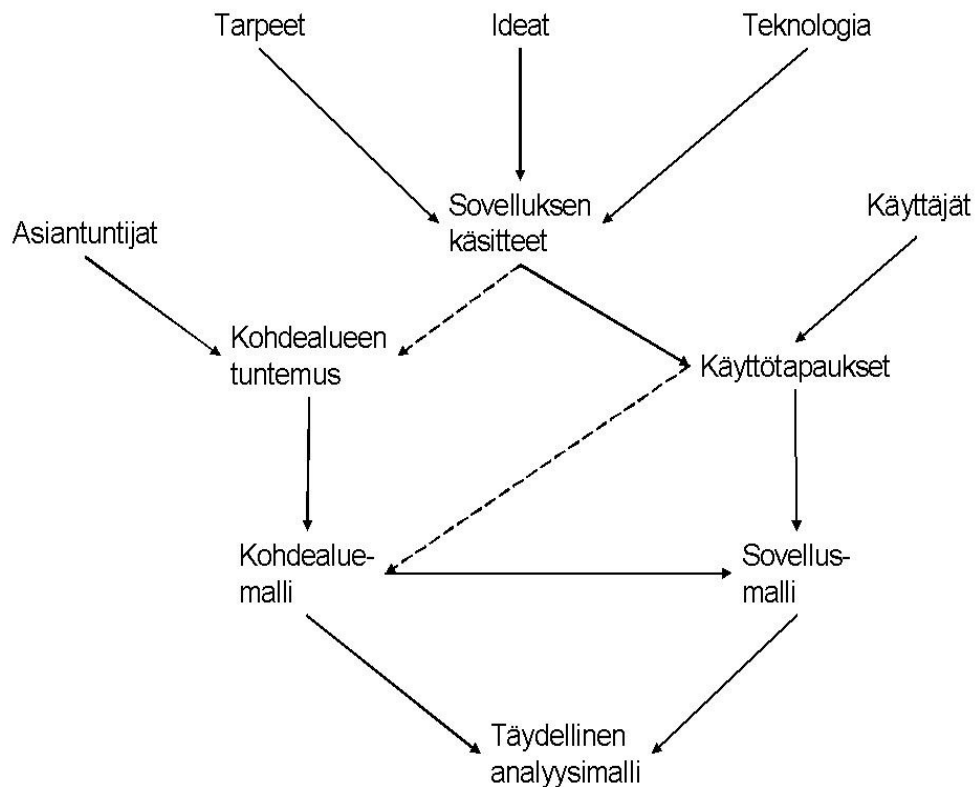 Tarpeet
Ideat
Teknologia
Sovelluksen
käsitteet
Käyttäjät
Asiantuntijat
Kohdealueen
tuntemus
Käyttötapaukset
Kohdealue-
malli
Sovellus-
malli
Täydellinen
analyysimalli